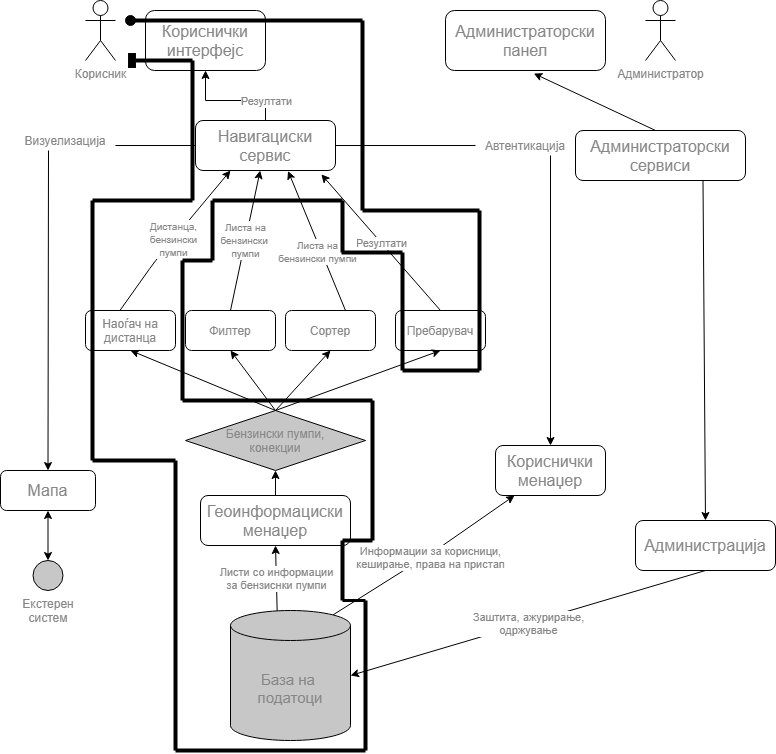 Кориснички
интерфејс
Администраторски
панел
Корисник
Администратор
Резултати
Визуелизација
Навигациски
сервис
Автентикација
Администраторски
сервиси
Дистанца,
бензински
пумпи
Листа на
бензински
пумпи
Листа на
бензински пумпи
Резултати
Наоѓач на
дистанца
Филтер
Сортер
Пребарувач
Бензински пумпи,
конекции
Кориснички
менаџер
Мапа
Геоинформациски
менаџер
Администрација
Информации за корисници,
кеширање, права на пристап
Листи со информации
за бензиснки пумпи
Екстерен
систем
Заштита, ажурирање,
одржување
База на
податоци